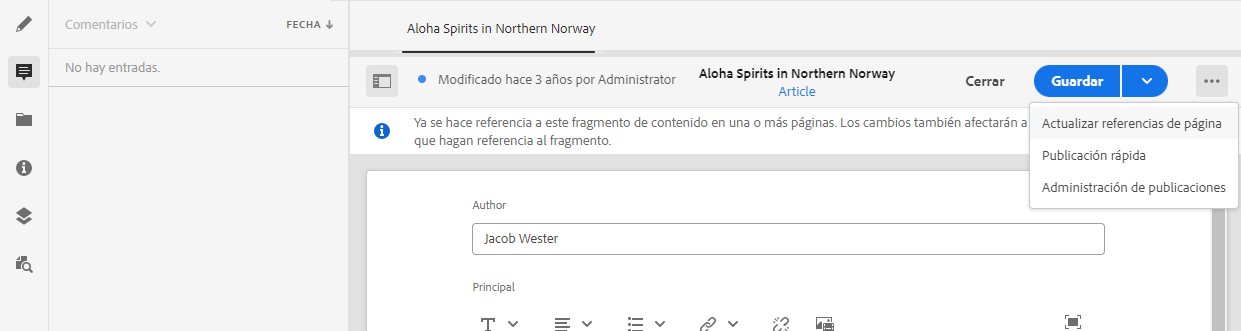 Comentarios
FECHA
No hay entradas.
Aloha Spirits in Northern Norway
Modificado hace 3 años por Administrator
Aloha Spirits in Northern Norway
Article
Cerrar
Guardar
Ya se hace referencia a este fragmento de contenido en una o más páginas. Los cambios también afectarán a
que hagan referencia al fragmento.
Actualizar referencias de página
Publicación rápida
Administración de publicaciones
Author
Jacob Wester
Principal